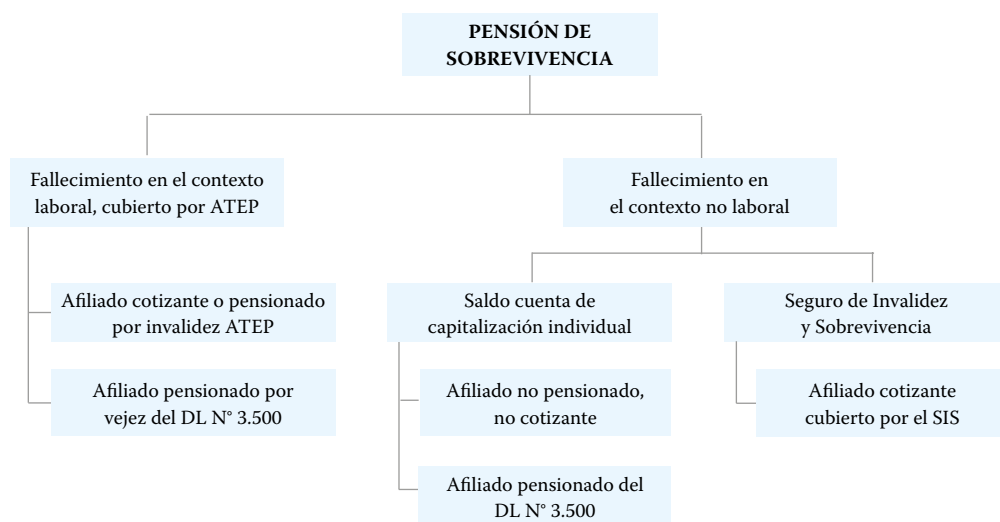 PENSIÓN DE
SOBREVIVENCIA
Fallecimiento en el contexto
laboral, cubierto por ATEP
Fallecimiento en
el contexto no laboral
Afiliado cotizante o pensionado
por invalidez ATEP
Saldo cuenta de
capitalización individual
Seguro de Invalidez
y Sobrevivencia
Afiliado pensionado por
vejez del DL N° 3.500
Afiliado no pensionado,
no cotizante
Afiliado cotizante
cubierto por el SIS
Afiliado pensionado del
DL N° 3.500